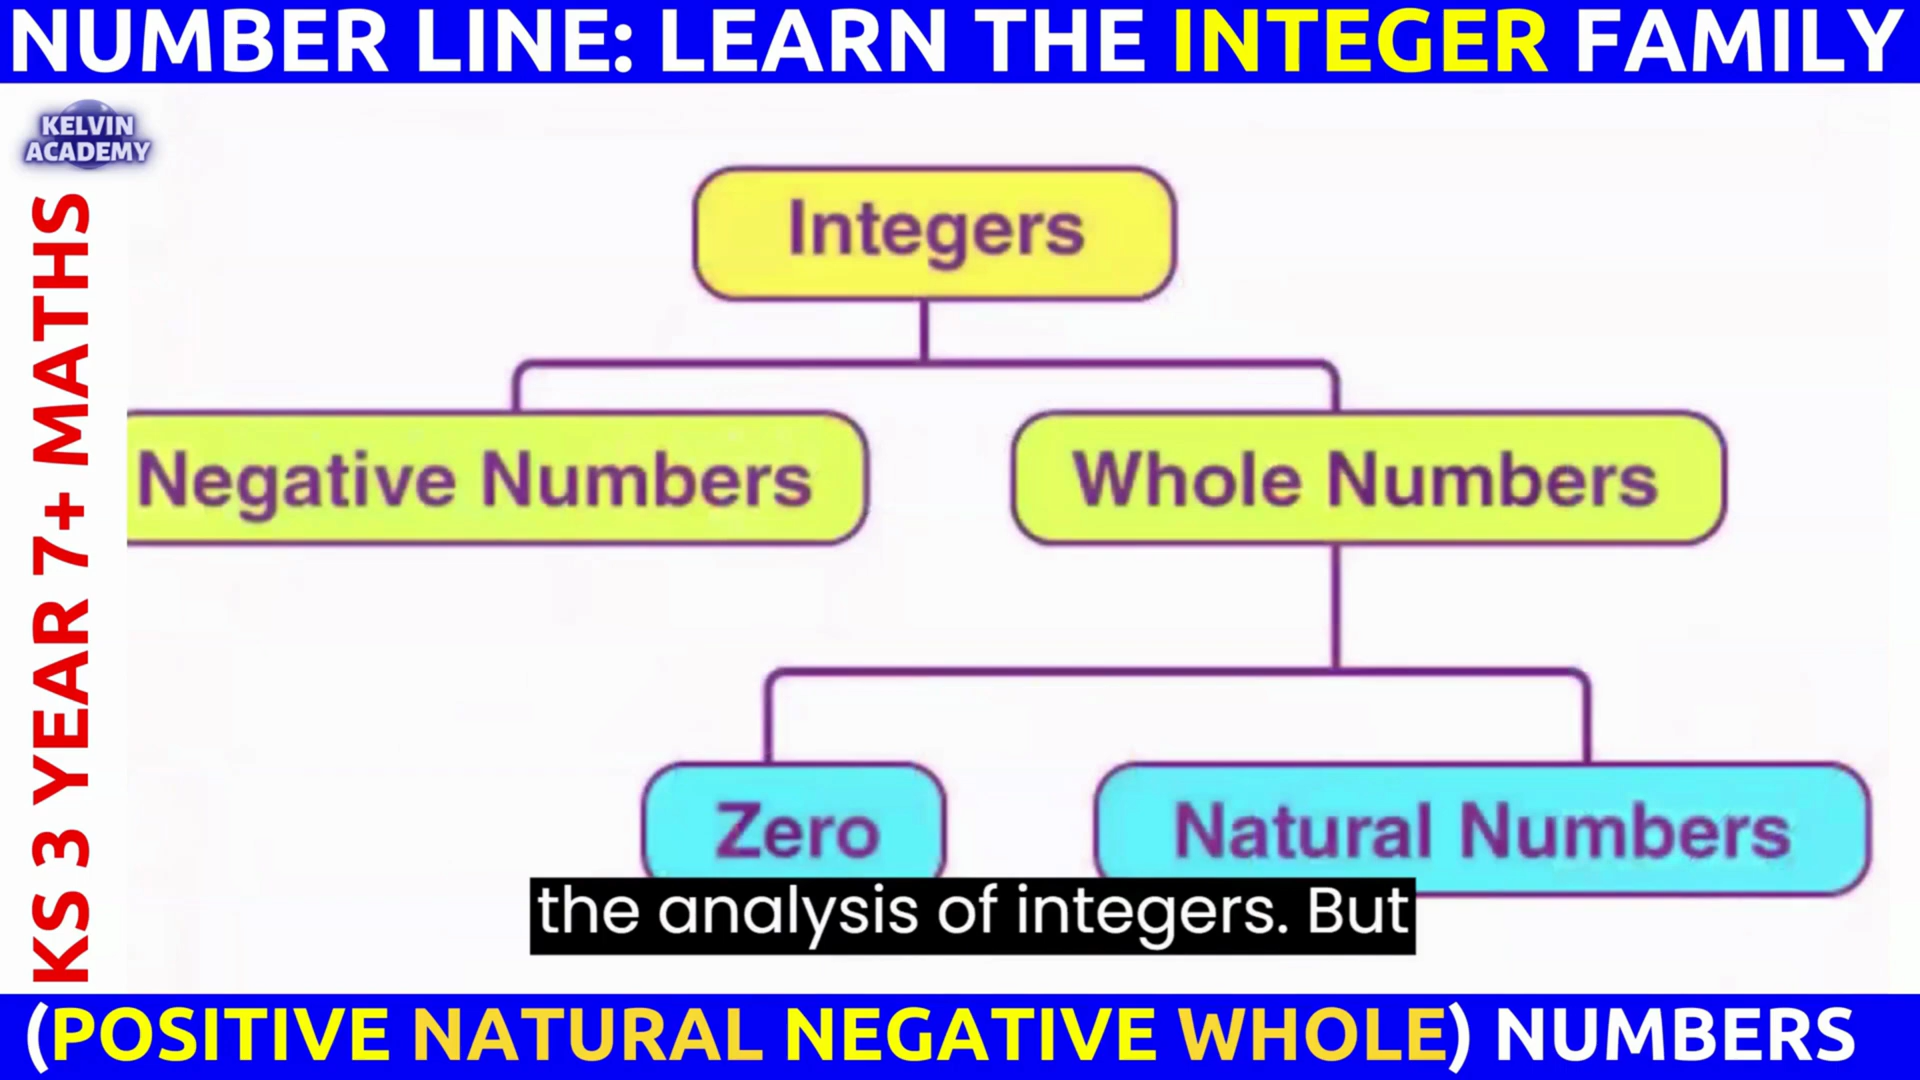 NUMBER LINE: LEARN THE INTEGER FAMILY
KELVIN
ACADEMY
KS 3 YEAR 7+ MATHS
Integers
Negative Numbers
Whole Numbers
Zero
Natural Numbers
the analysis of integers. But
(POSITIVE NATURAL NEGATIVE WHOLE) NUMBERS